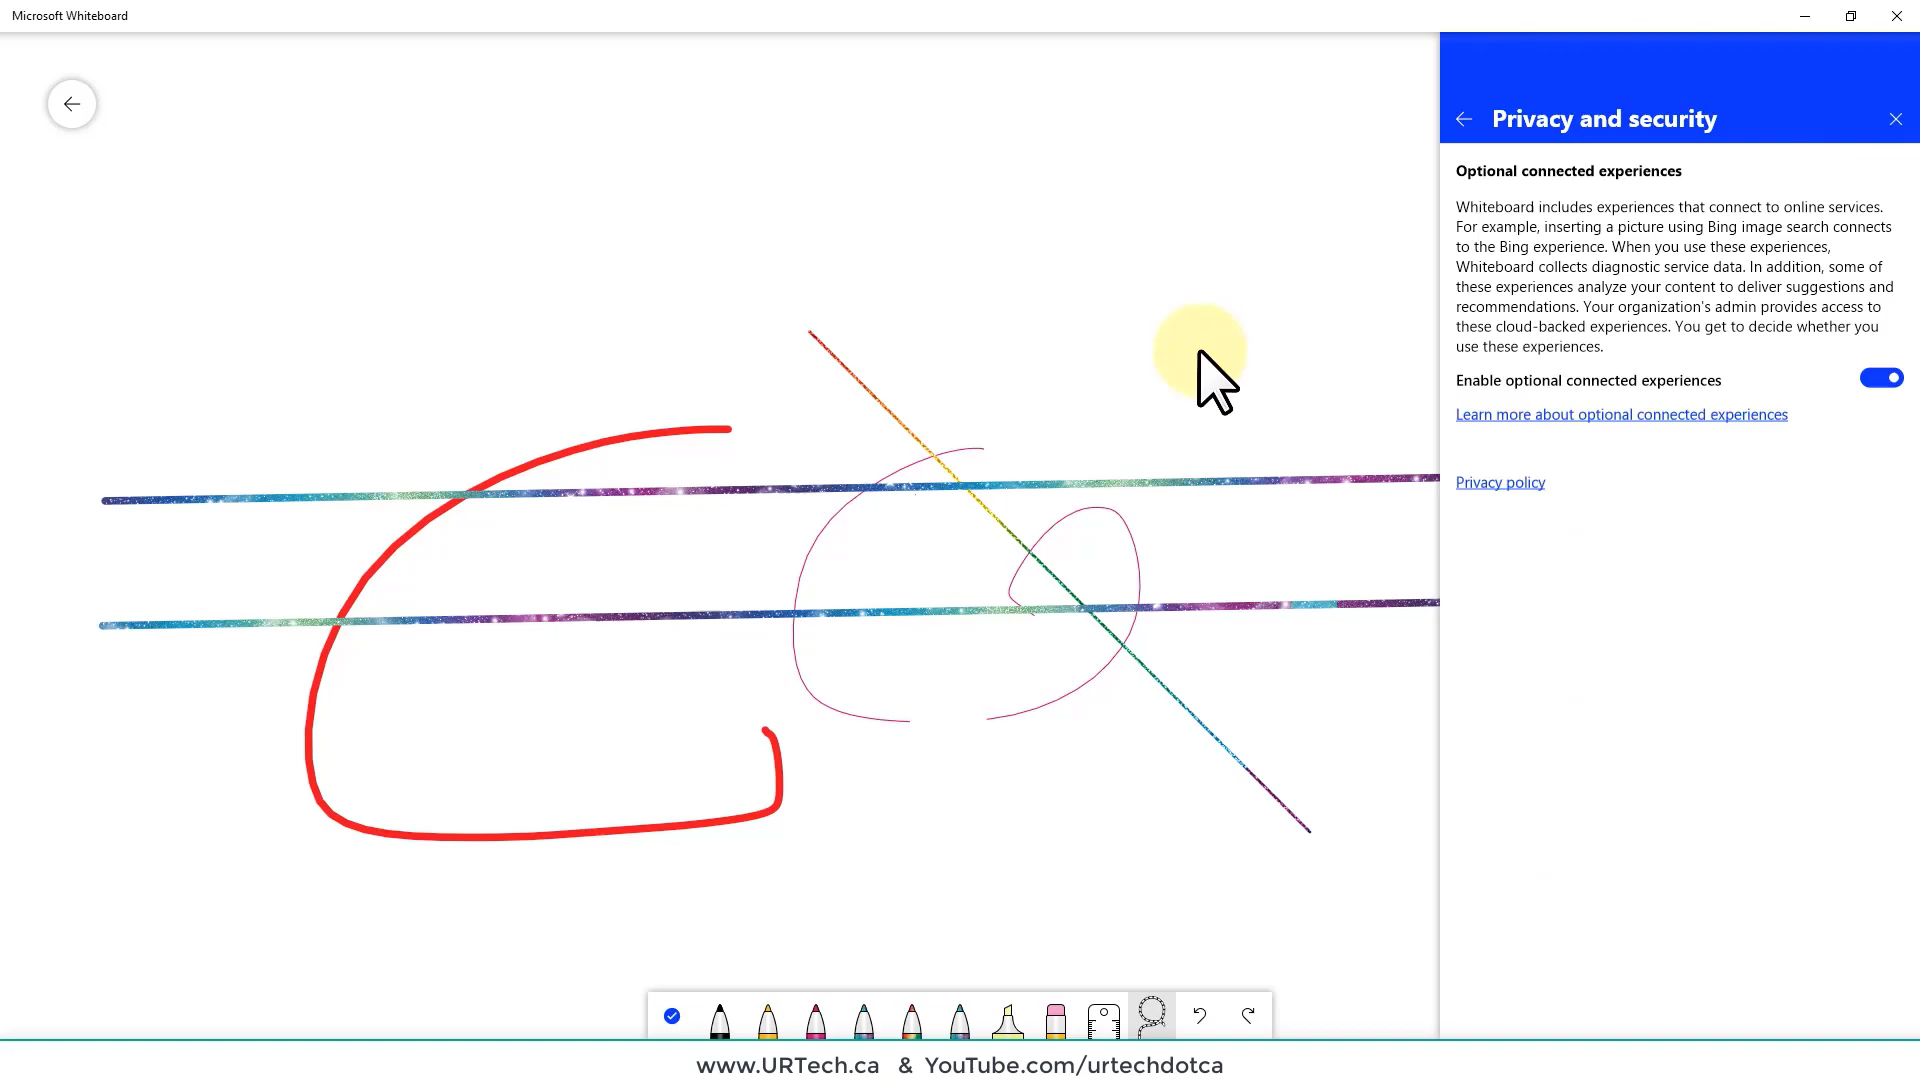 Microsoft Whiteboard
Privacy and security
Optional connected experiences
Whiteboard includes experiences that connect to online services.
For example, inserting a picture using Bing image search connects
to the Bing experience. When you use these experiences,
Whiteboard collects diagnostic service data. In addition, some of
these experiences analyze your content to deliver suggestions and
recommendations. Your organization's admin provides access to
these cloud-backed experiences. You get to decide whether you
use these experiences.
Enable optional connected experiences
Learn more about optional connected experiences
Privacy policy
www.URTech.ca & YouTube.com/urtechdotca